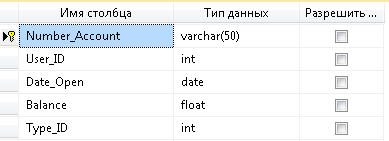 Имя столбца Тип данных Разрешить ...
Number_Account varchar(50)
User_ID int
Date_Open date
Balance float
Type_ID int